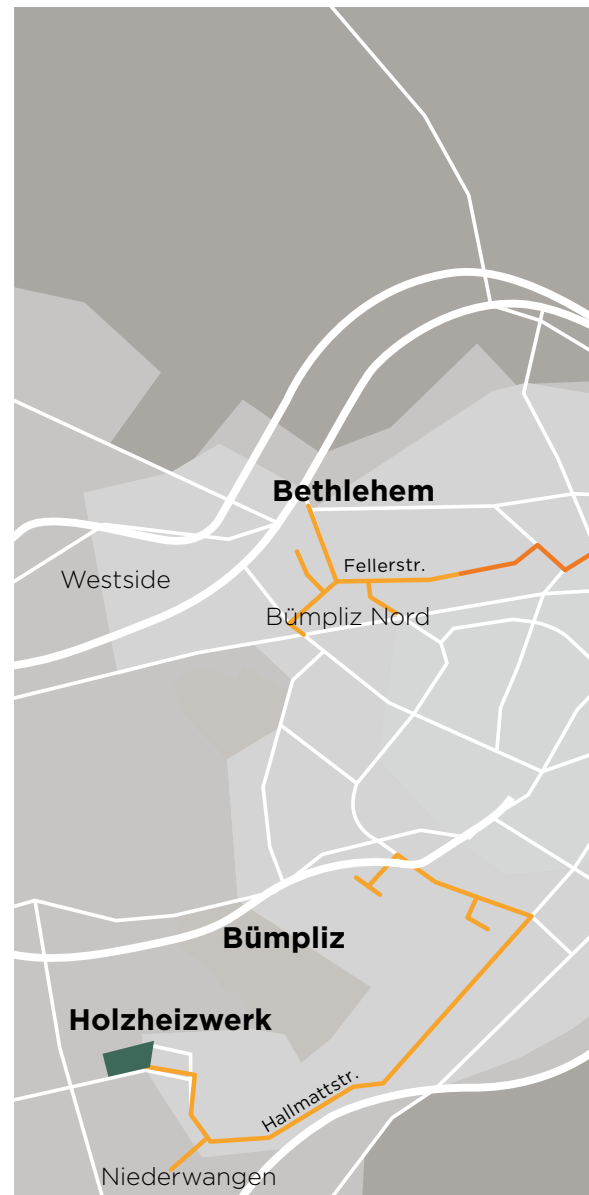 Bethlehem
Fellerstr.
Westside
Bümpliz Nord
Bümpliz
Holzheizwerk
Hallmattstr.
Niederwangen